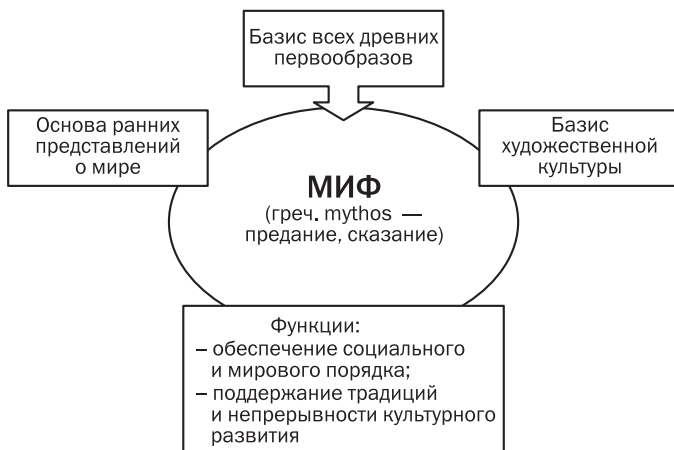 Базис всех древних
первообразов
Основа ранних
представлений
о мире
Базис
художественной
культуры
МИФ
(греч. mythos —
предание, сказание)
Функции:
– обеспечение социального
и мирового порядка;
– поддержание традиций
и непрерывности культурного
развития